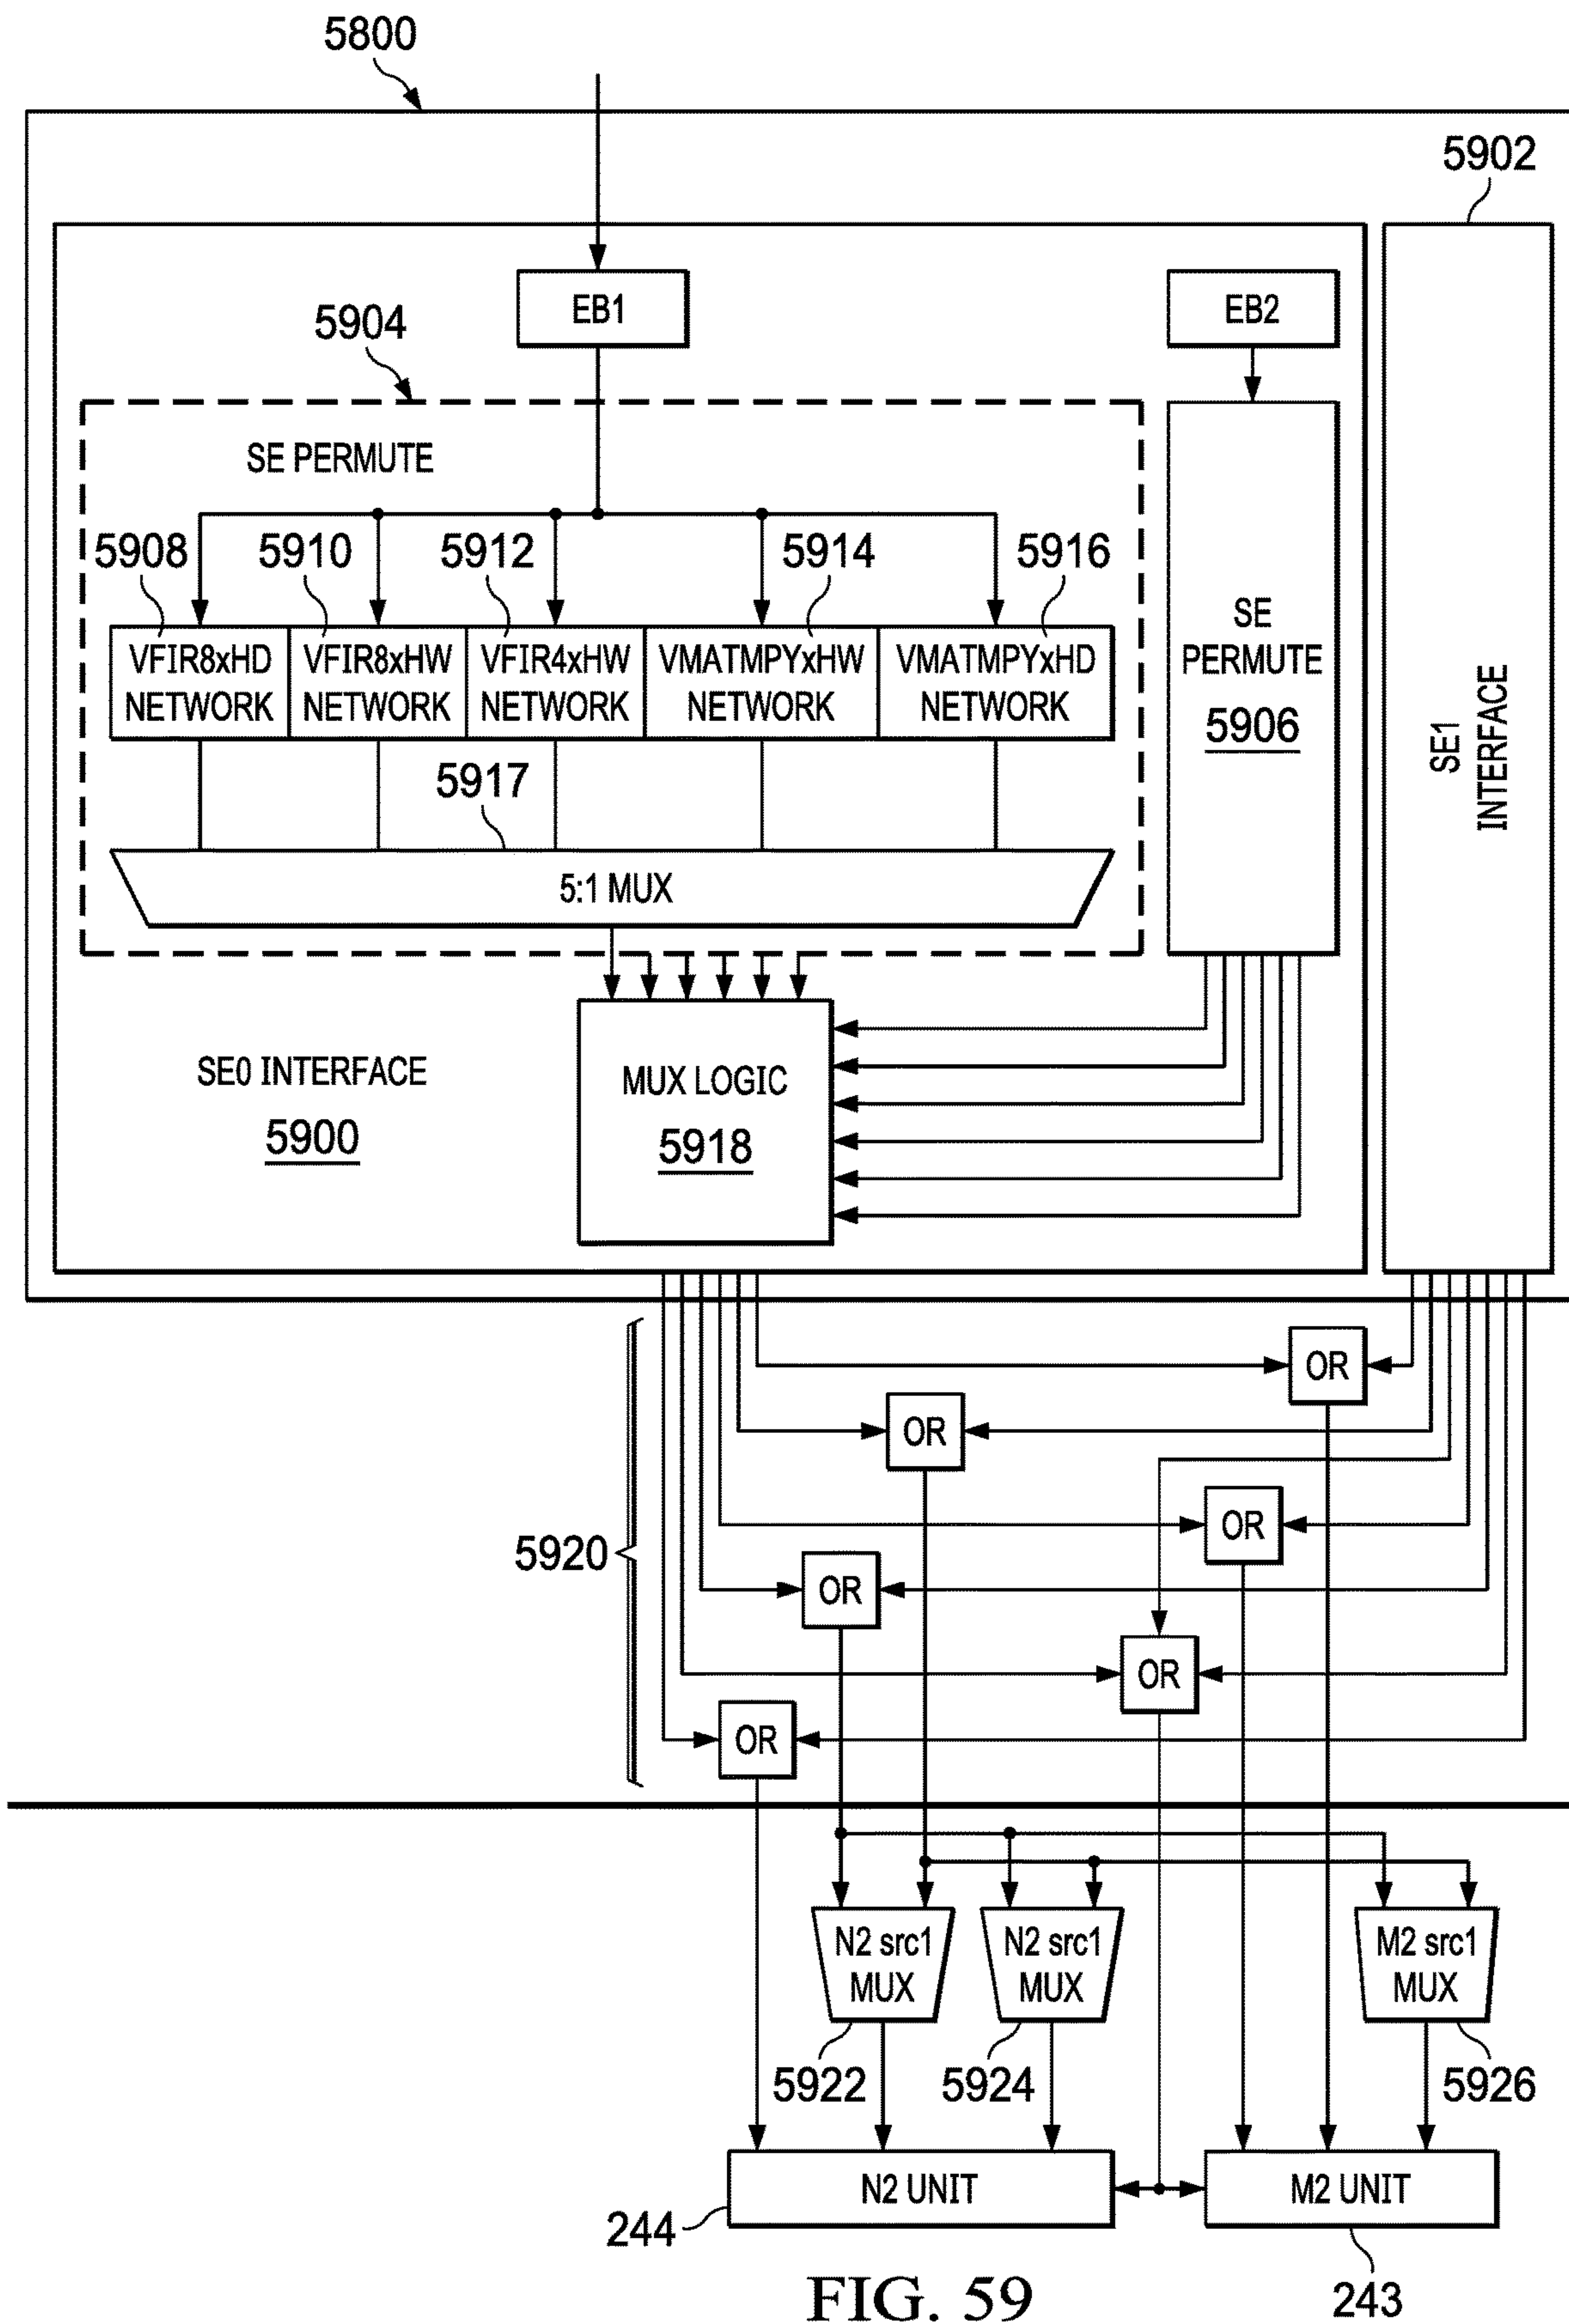 5800
5902
EB1
EB2
5904
SE PERMUTE
5908
5910
5912
5914
5916
VFIR8xHD
NETWORK
VFIR8xHW
NETWORK
VFIR4xHW
NETWORK
VMATMPYxHW
NETWORK
VMATMPYxHD
NETWORK
SE
PERMUTE
5906
SE1
INTERFACE
5917
5:1 MUX
SE0 INTERFACE
5900
MUX LOGIC
5918
OR
OR
OR
5920
OR
OR
OR
N2 src1
MUX
N2 src1
MUX
M2 src1
MUX
5922
5924
5926
N2 UNIT
M2 UNIT
244
243
FIG. 59